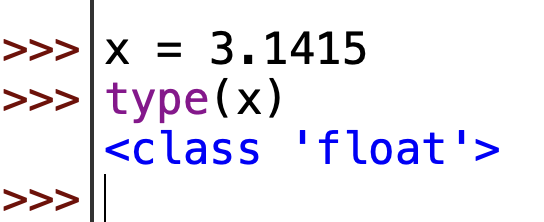 >>> x = 3.1415
>>> type(x)
<class 'float'>
>>>